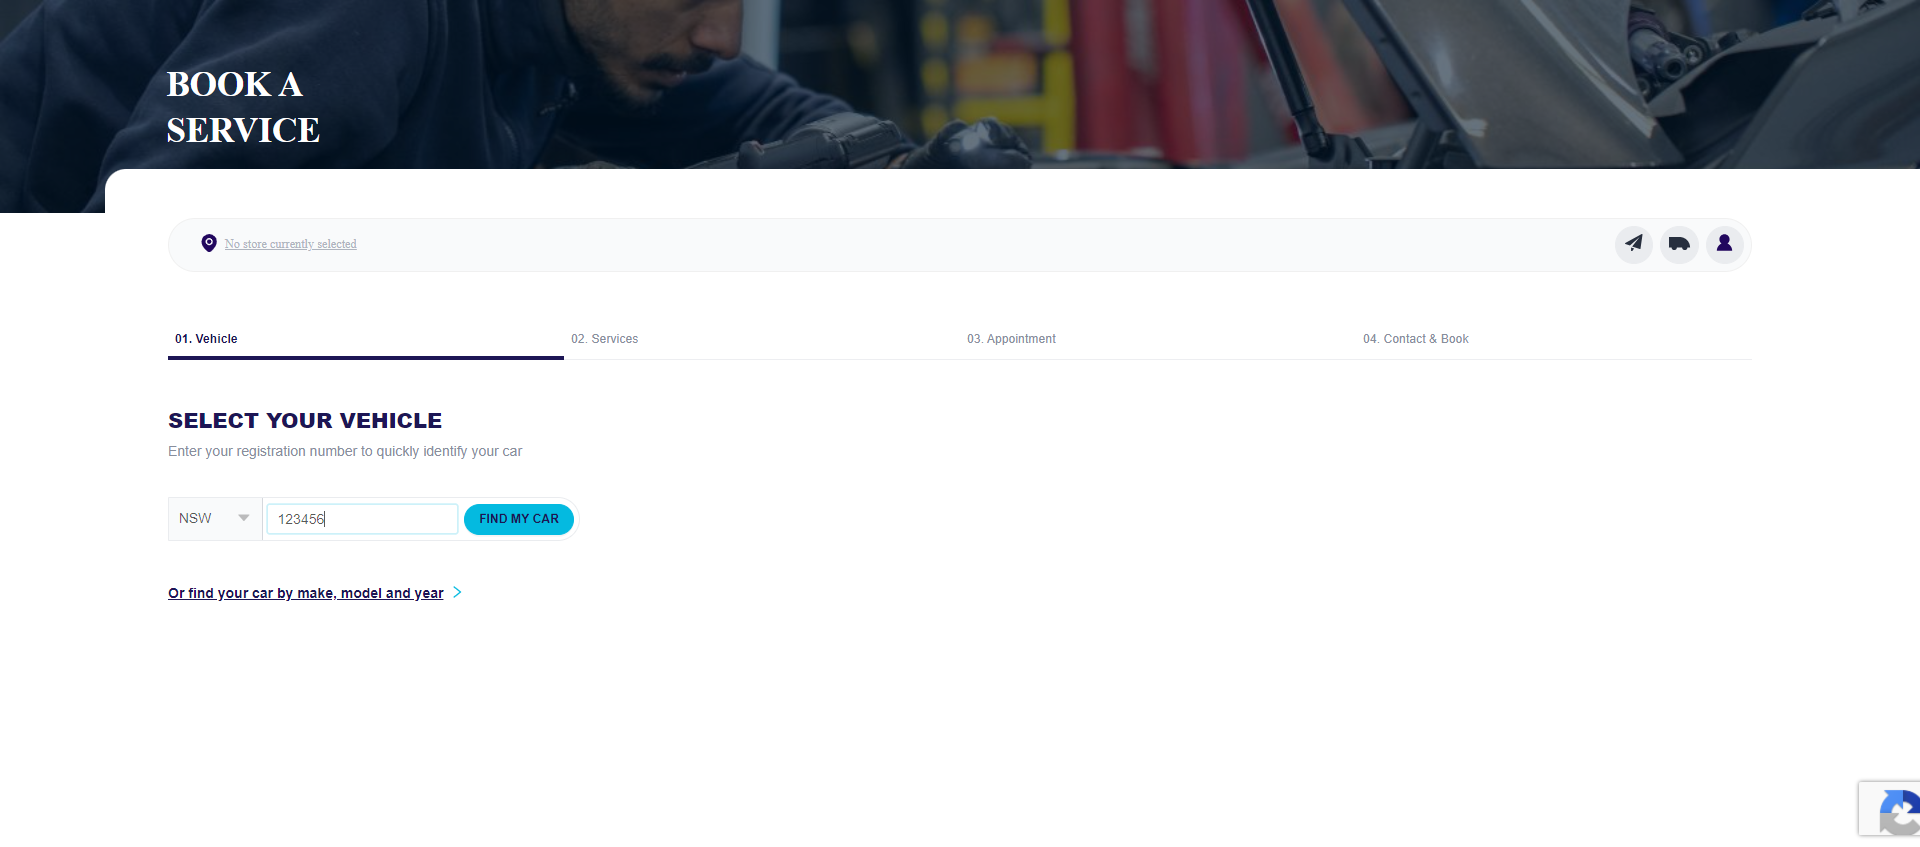 BOOK A
SERVICE
No store currently selected
01. Vehicle
02. Services
03. Appointment
04. Contact & Book
SELECT YOUR VEHICLE
Enter your registration number to quickly identify your car
NSW
123456
FIND MY CAR
Or find your car by make, model and year